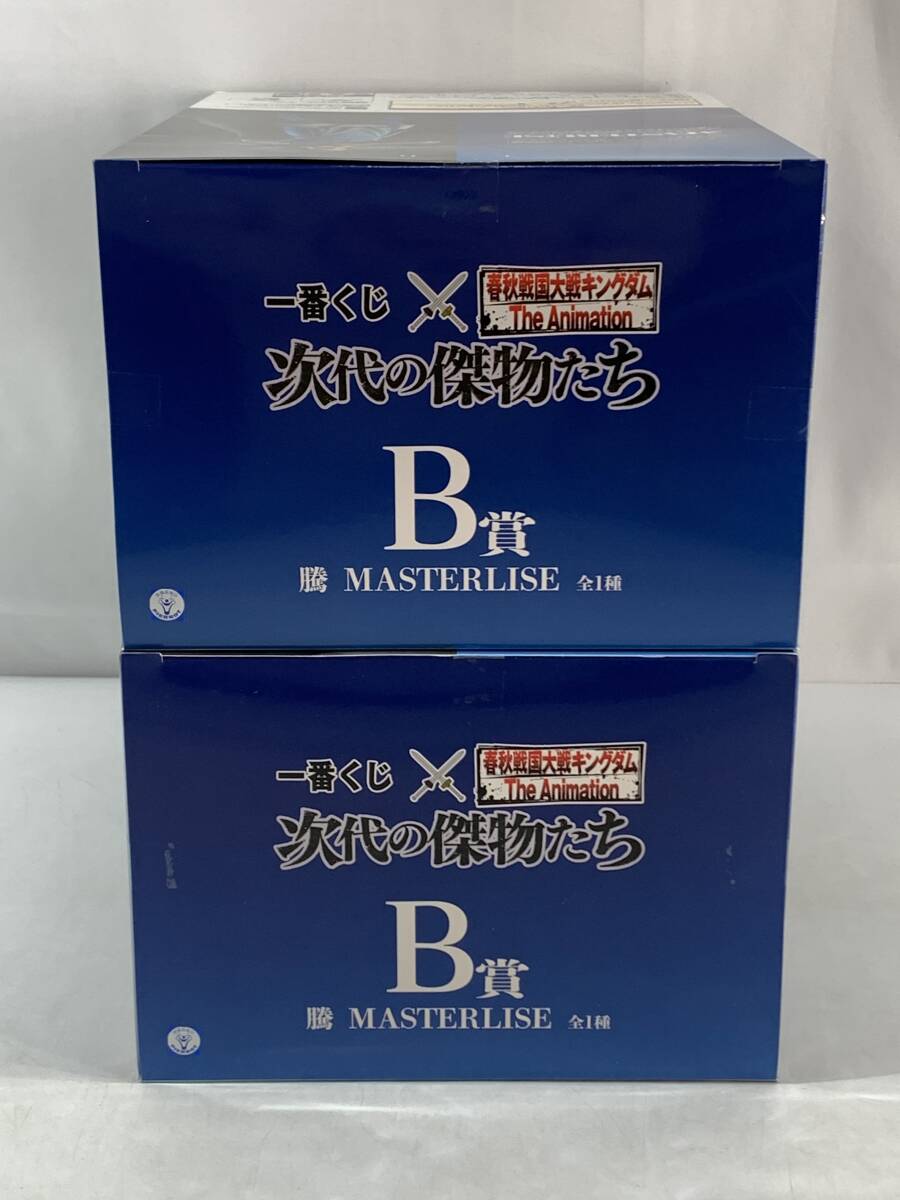 一番くじ
春秋戦国大戦キングダム
The Animation
次代の傑物たち
B賞
騰 MASTERLISE 全1種
一番くじ
春秋戦国大戦キングダム
The Animation
次代の傑物たち
B賞
騰 MASTERLISE 全1種